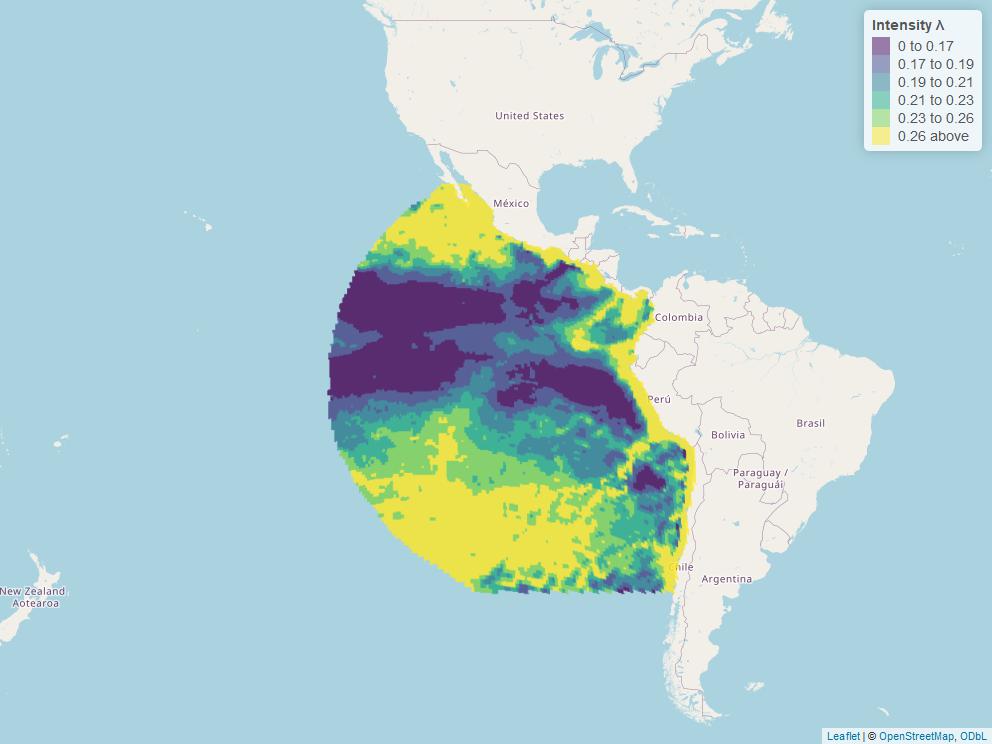 Intensity λ
0 to 0.17
0.17 to 0.19
0.19 to 0.21
0.21 to 0.23
0.23 to 0.26
0.26 above
United States
México
Colombia
Perú
Brasil
Bolivia
Paraguay /
Paraguái
Chile
Argentina
New Zealand
Aotearoa
Leaflet | © OpenStreetMap, ODbL